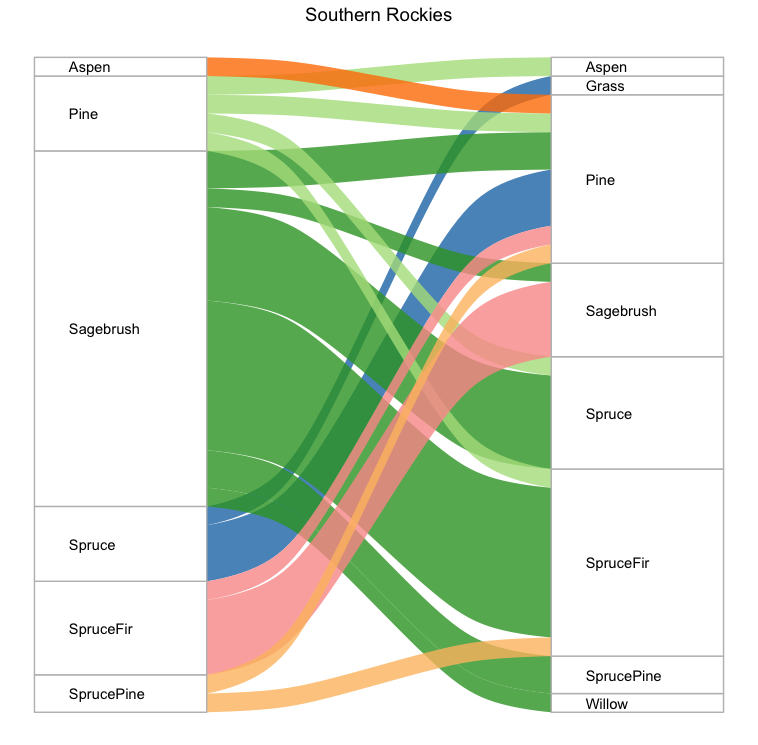 Southern Rockies
Aspen
Pine
Sagebrush
Spruce
SpruceFir
SprucePine
Aspen
Grass
Pine
Sagebrush
Spruce
SpruceFir
SprucePine
Willow